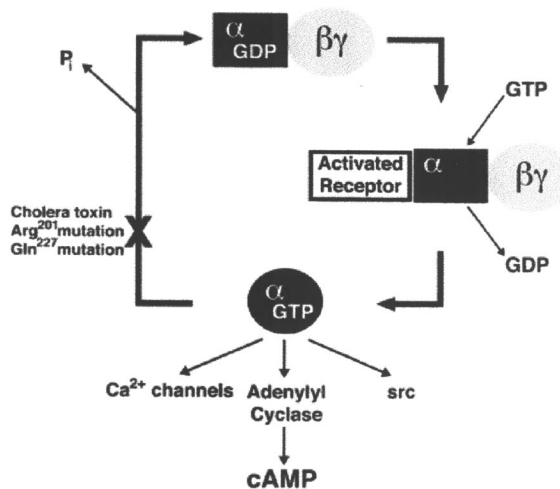 α
GDP
βγ
Pi
GTP
Activated
Receptor
α
βγ
Cholera toxin
Arg201mutation
Gln227mutation
X
GDP
α
GTP
Ca2+ channels
Adenylyl
Cyclase
src
cAMP